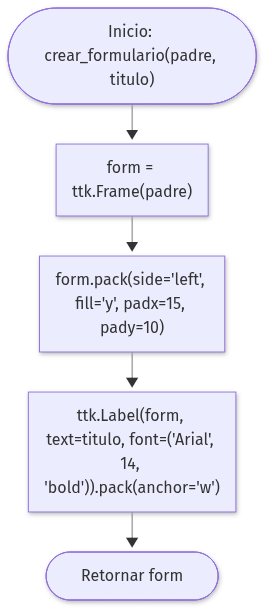 Inicio:
crear_formulario(padre,
titulo)
form =
ttk.Frame(padre)
form.pack(side='left',
fill='y', padx=15,
pady=10)
ttk.Label(form,
text=titulo, font=('Arial',
14,
'bold')).pack(anchor='w')
Retornar form